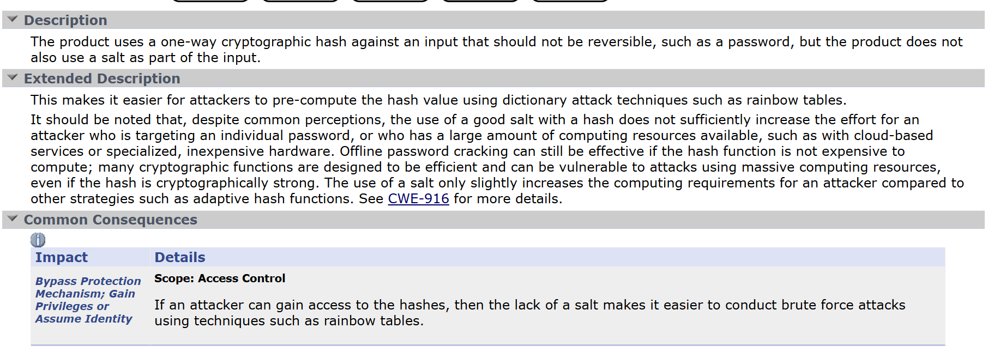 Description
The product uses a one-way cryptographic hash against an input that should not be reversible, such as a password, but the product does not
also use a salt as part of the input.
Extended Description
This makes it easier for attackers to pre-compute the hash value using dictionary attack techniques such as rainbow tables.
It should be noted that, despite common perceptions, the use of a good salt with a hash does not sufficiently increase the effort for an
attacker who is targeting an individual password, or who has a large amount of computing resources available, such as with cloud-based
services or specialized, inexpensive hardware. Offline password cracking can still be effective if the hash function is not expensive to
compute; many cryptographic functions are designed to be efficient and can be vulnerable to attacks using massive computing resources,
even if the hash is cryptographically strong. The use of a salt only slightly increases the computing requirements for an attacker compared to
other strategies such as adaptive hash functions. See CWE-916 for more details.
Common Consequences
Impact
Details
Bypass Protection
Mechanism; Gain
Privileges or
Assume Identity
Scope: Access Control
If an attacker can gain access to the hashes, then the lack of a salt makes it easier to conduct brute force attacks
using techniques such as rainbow tables.